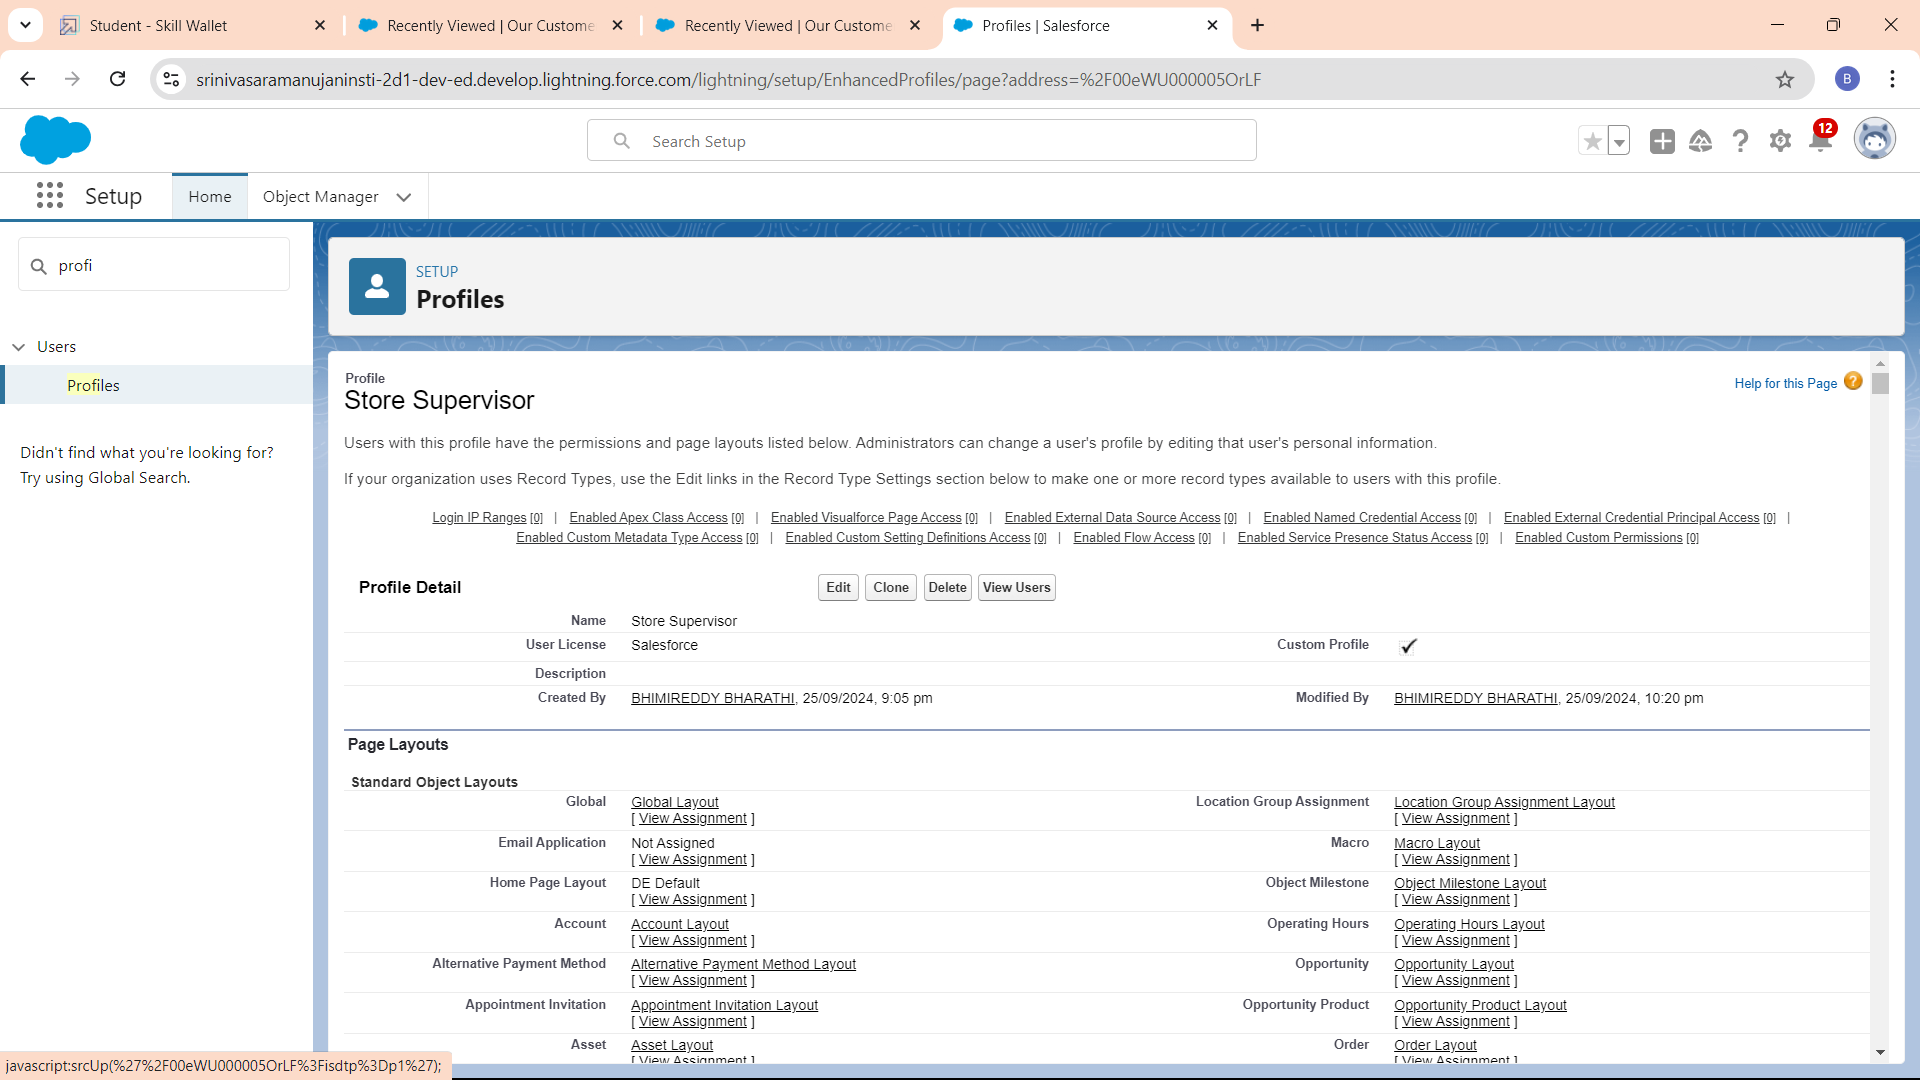 Student - Skill Wallet
Recently Viewed | Our Custome
Recently Viewed | Our Custome
Profiles | Salesforce
srinivasaramanujaninsti-2d1-dev-ed.develop.lightning.force.com/lightning/setup/EnhancedProfiles/page?address=%2F00eWU000005OrLF
B
Search Setup
12
Setup
Home
Object Manager
profi
Users
Profiles
Didn't find what you're looking for?
Try using Global Search.
SETUP
Profiles
Profile
Store Supervisor
Help for this Page
Users with this profile have the permissions and page layouts listed below. Administrators can change a user's profile by editing that user's personal information.
If your organization uses Record Types, use the Edit links in the Record Type Settings section below to make one or more record types available to users with this profile.
Login IP Ranges [0] | Enabled Apex Class Access [0] | Enabled Visualforce Page Access [0] | Enabled External Data Source Access [0] | Enabled Named Credential Access [0] | Enabled External Credential Principal Access [0] |
Enabled Custom Metadata Type Access [0] | Enabled Custom Setting Definitions Access [0] | Enabled Flow Access [0] | Enabled Service Presence Status Access [0] | Enabled Custom Permissions [0]
Profile Detail Edit Clone Delete View Users
Name Store Supervisor
User License Salesforce Custom Profile
Description
Created By BHIMIREDDY BHARATHI, 25/09/2024, 9:05 pm Modified By BHIMIREDDY BHARATHI, 25/09/2024, 10:20 pm
Page Layouts
Standard Object Layouts
Global Global Layout Location Group Assignment Location Group Assignment Layout
[ View Assignment ] [ View Assignment ]
Email Application Not Assigned Macro Macro Layout
[ View Assignment ] [ View Assignment ]
Home Page Layout DE Default Object Milestone Object Milestone Layout
[ View Assignment ] [ View Assignment ]
Account Account Layout Operating Hours Operating Hours Layout
[ View Assignment ] [ View Assignment ]
Alternative Payment Method Alternative Payment Method Layout Opportunity Opportunity Layout
[ View Assignment ] [ View Assignment ]
Appointment Invitation Appointment Invitation Layout Opportunity Product Opportunity Product Layout
[ View Assignment ] [ View Assignment ]
Asset Asset Layout Order Order Layout
[ View Assignment ] [ View Assignment ]
javascript:srcUp(%27%2F00eWU000005OrLF%3Fisdtp%3Dp1%27);